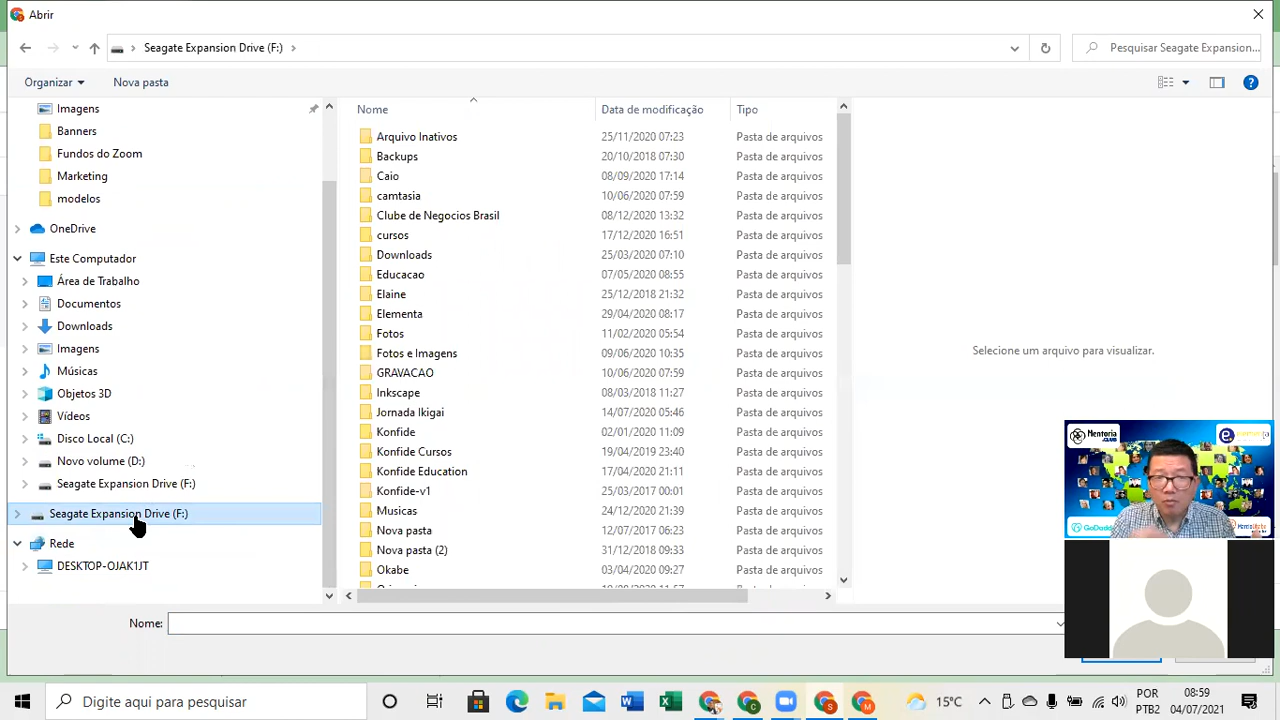 Abrir
Seagate Expansion Drive (F:)
Pesquisar Seagate Expansion...
Organizar
Nova pasta
Imagens
Banners
Fundos do Zoom
Marketing
modelos
OneDrive
Este Computador
Área de Trabalho
Documentos
Downloads
Imagens
Músicas
Objetos 3D
Vídeos
Disco Local (C:)
Novo volume (D:)
Seagate Expansion Drive (F:)
Seagate Expansion Drive (F:)
Rede
DESKTOP-OJAK1JT
Nome Data de modificação Tipo
Arquivo Inativos 25/11/2020 07:23 Pasta de arquivos
Backups 20/10/2018 07:30 Pasta de arquivos
Caio 08/09/2020 17:14 Pasta de arquivos
camtasia 10/06/2020 07:59 Pasta de arquivos
Clube de Negocios Brasil 08/12/2020 13:32 Pasta de arquivos
cursos 17/12/2020 16:51 Pasta de arquivos
Downloads 25/03/2020 07:10 Pasta de arquivos
Educacao 07/05/2020 08:55 Pasta de arquivos
Elaine 25/12/2018 21:32 Pasta de arquivos
Elementa 29/04/2020 08:17 Pasta de arquivos
Fotos 11/02/2020 05:54 Pasta de arquivos
Fotos e Imagens 09/06/2020 10:35 Pasta de arquivos
GRAVACAO 10/06/2020 07:59 Pasta de arquivos
Inkscape 08/03/2018 11:27 Pasta de arquivos
Jornada Ikigai 14/07/2020 05:46 Pasta de arquivos
Konfide 02/01/2020 11:09 Pasta de arquivos
Konfide Cursos 19/04/2019 23:40 Pasta de arquivos
Konfide Education 17/04/2020 21:11 Pasta de arquivos
Konfide-v1 25/03/2017 00:01 Pasta de arquivos
Musicas 24/12/2020 21:39 Pasta de arquivos
Nova pasta 12/07/2017 06:23 Pasta de arquivos
Nova pasta (2) 31/12/2018 09:33 Pasta de arquivos
Okabe 03/04/2020 09:27 Pasta de arquivos
Selecione um arquivo para visualizar.
Mentoria
GoDaddy
Nome:
Digite aqui para pesquisar
15°C
POR
PTB2
08:59
04/07/2021